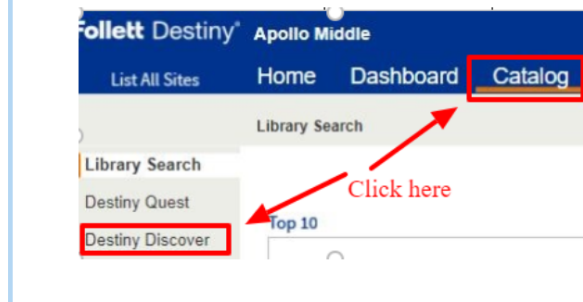 Follett Destiny® Apollo Middle
List All Sites Home Dashboard Catalog
Library Search
Library Search
Destiny Quest
Click here
Top 10
Destiny Discover